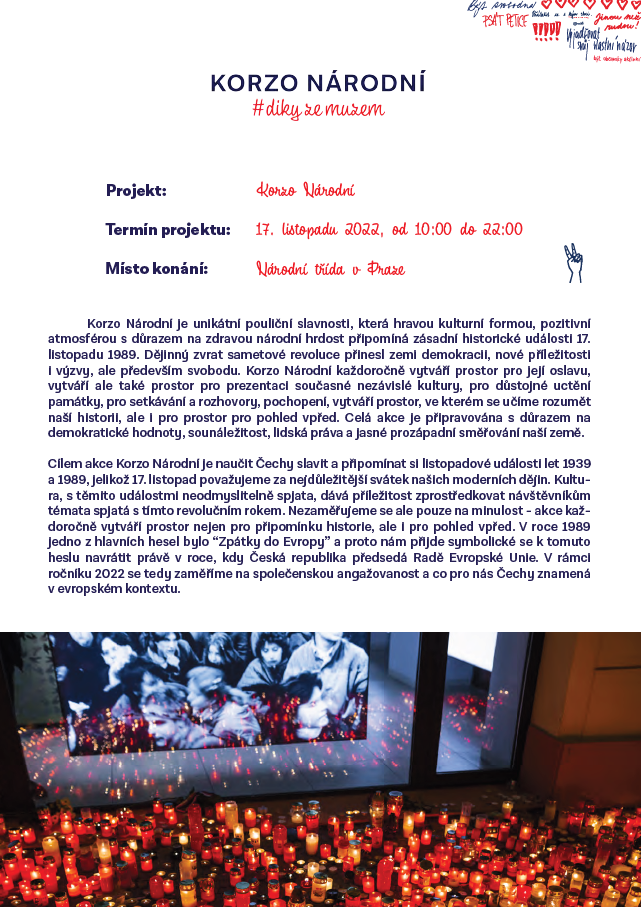 Být svobodná
PSÁT PETICE
Jinou než
rudou!
!!!!!
Vyjadřovat
svůj vlastní názor
být občansky aktivní
KORZO NÁRODNÍ
#díky že můžem
Projekt: Korzo Národní
Termín projektu: 17. listopadu 2022, od 10:00 do 22:00
Místo konání: Národní třída v Praze
Korzo Národní je unikátní pouliční slavnosti, která hravou kulturní formou, pozitivní
atmosférou s důrazem na zdravou národní hrdost připomíná zásadní historické události 17.
listopadu 1989. Dějinný zvrat sametové revoluce přinesl zemi demokracii, nové příležitosti
i výzvy, ale především svobodu. Korzo Národní každoročně vytváří prostor pro její oslavu,
vytváří ale také prostor pro prezentaci současné nezávislé kultury, pro důstojné uctění
památky, pro setkávání a rozhovory, pochopení, vytváří prostor, ve kterém se učíme rozumět
naší historii, ale i pro prostor pro pohled vpřed. Celá akce je připravována s důrazem na
demokratické hodnoty, sounáležitost, lidská práva a jasné prozápadní směřování naší země.
Cílem akce Korzo Národní je naučit Čechy slavit a připomínat si listopadové události let 1939
a 1989, jelikož 17. listopad považujeme za nejdůležitější svátek našich moderních dějin. Kultu-
ra, s těmito událostmi neodmyslitelně spjata, dává příležitost zprostředkovat návštěvníkům
témata spjatá s tímto revolučním rokem. Nezaměřujeme se ale pouze na minulost - akce kaž-
doročně vytváří prostor nejen pro připomínku historie, ale i pro pohled vpřed. V roce 1989
jedno z hlavních hesel bylo “Zpátky do Evropy” a proto nám přijde symbolické se k tomuto
heslu navrátit právě v roce, kdy Česká republika předsedá Radě Evropské Unie. V rámci
ročníku 2022 se tedy zaměříme na společenskou angažovanost a co pro nás Čechy znamená
v evropském kontextu.